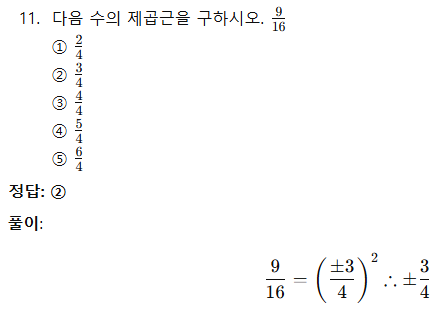 11. 다음 수의 제곱근을 구하시오. 9/16
① 2/4
② 3/4
③ 4/4
④ 5/4
⑤ 6/4
정답: ②
풀이:
9/16 = (±3/4)² ∴ ± 3/4